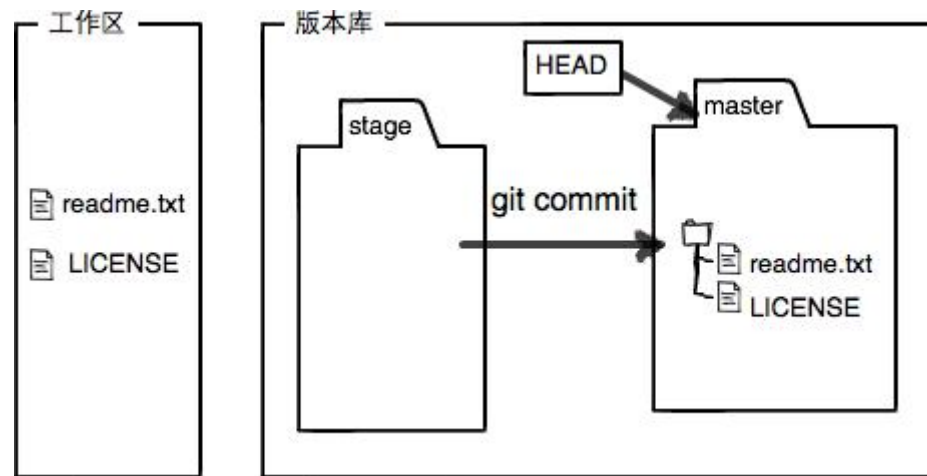 工作区
版本库
HEAD
stage
master
git commit
readme.txt
LICENSE
readme.txt
LICENSE